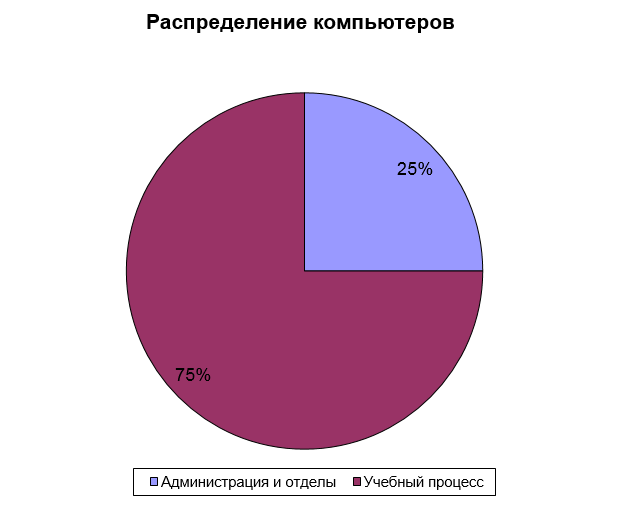 Распределение компьютеров
25%
75%
Администрация и отделы Учебный процесс